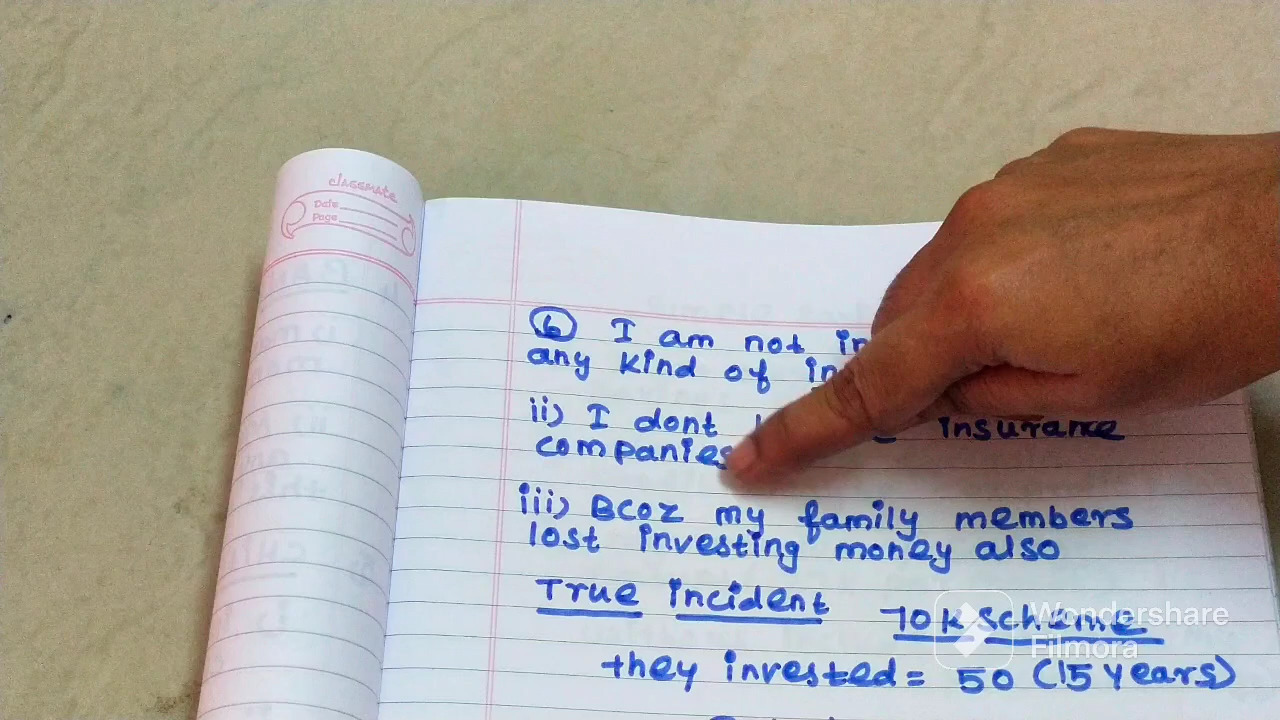 classmate
Date
Page
6 I am not in
any kind of in
ii) I dont insurance
companies
iii) Bcoz my family members
lost investing money also
True incident 70K scheme
they invested = 50 (15 years)
Wondershare
Filmora